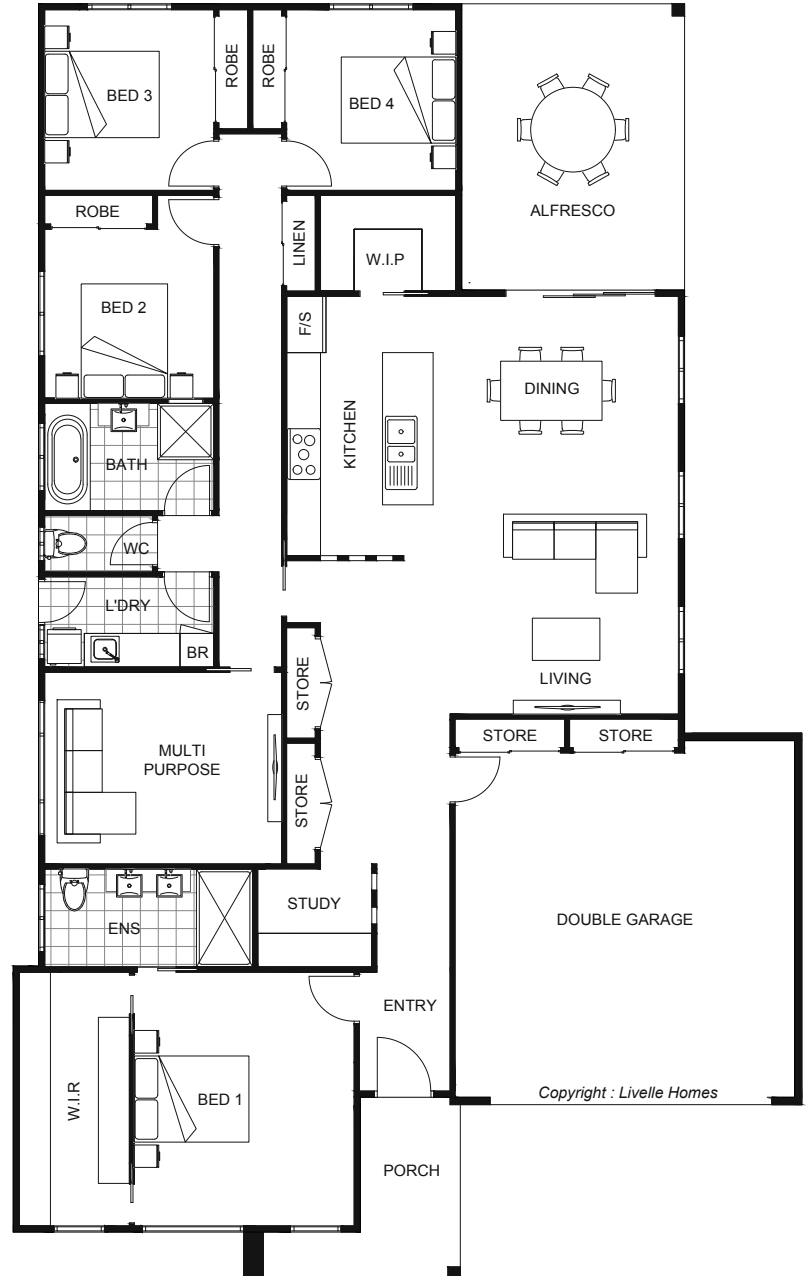 BED 3
ROBE
ROBE
BED 4
ALFRESCO
ROBE
LINEN
W.I.P
BED 2
F/S
KITCHEN
DINING
BATH
WC
L'DRY
BR
STORE
LIVING
MULTI
PURPOSE
STORE
STORE
STORE
STUDY
ENS
DOUBLE GARAGE
ENTRY
W.I.R
BED 1
Copyright : Livelle Homes
PORCH